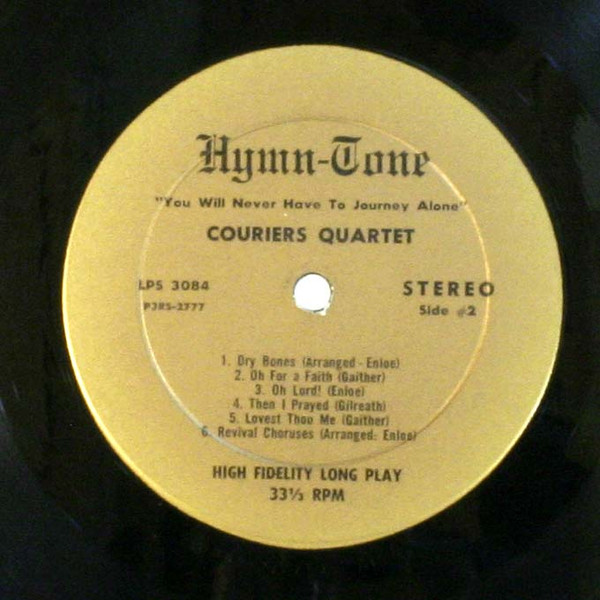 Hymn-Tone
"You Will Never Have To Journey Alone"
COURIERS QUARTET
LPS 3084
STEREO
PJRS-2777
Side #2
1. Dry Bones (Arranged - Enloe)
2. Oh For a Faith (Gaither)
3. Oh Lord! (Enloe)
4. Then I Prayed (Gilreath)
5. Lovest Thou Me (Gaither)
6. Revival Choruses (Arranged: Enloe)
HIGH FIDELITY LONG PLAY
33⅓ RPM